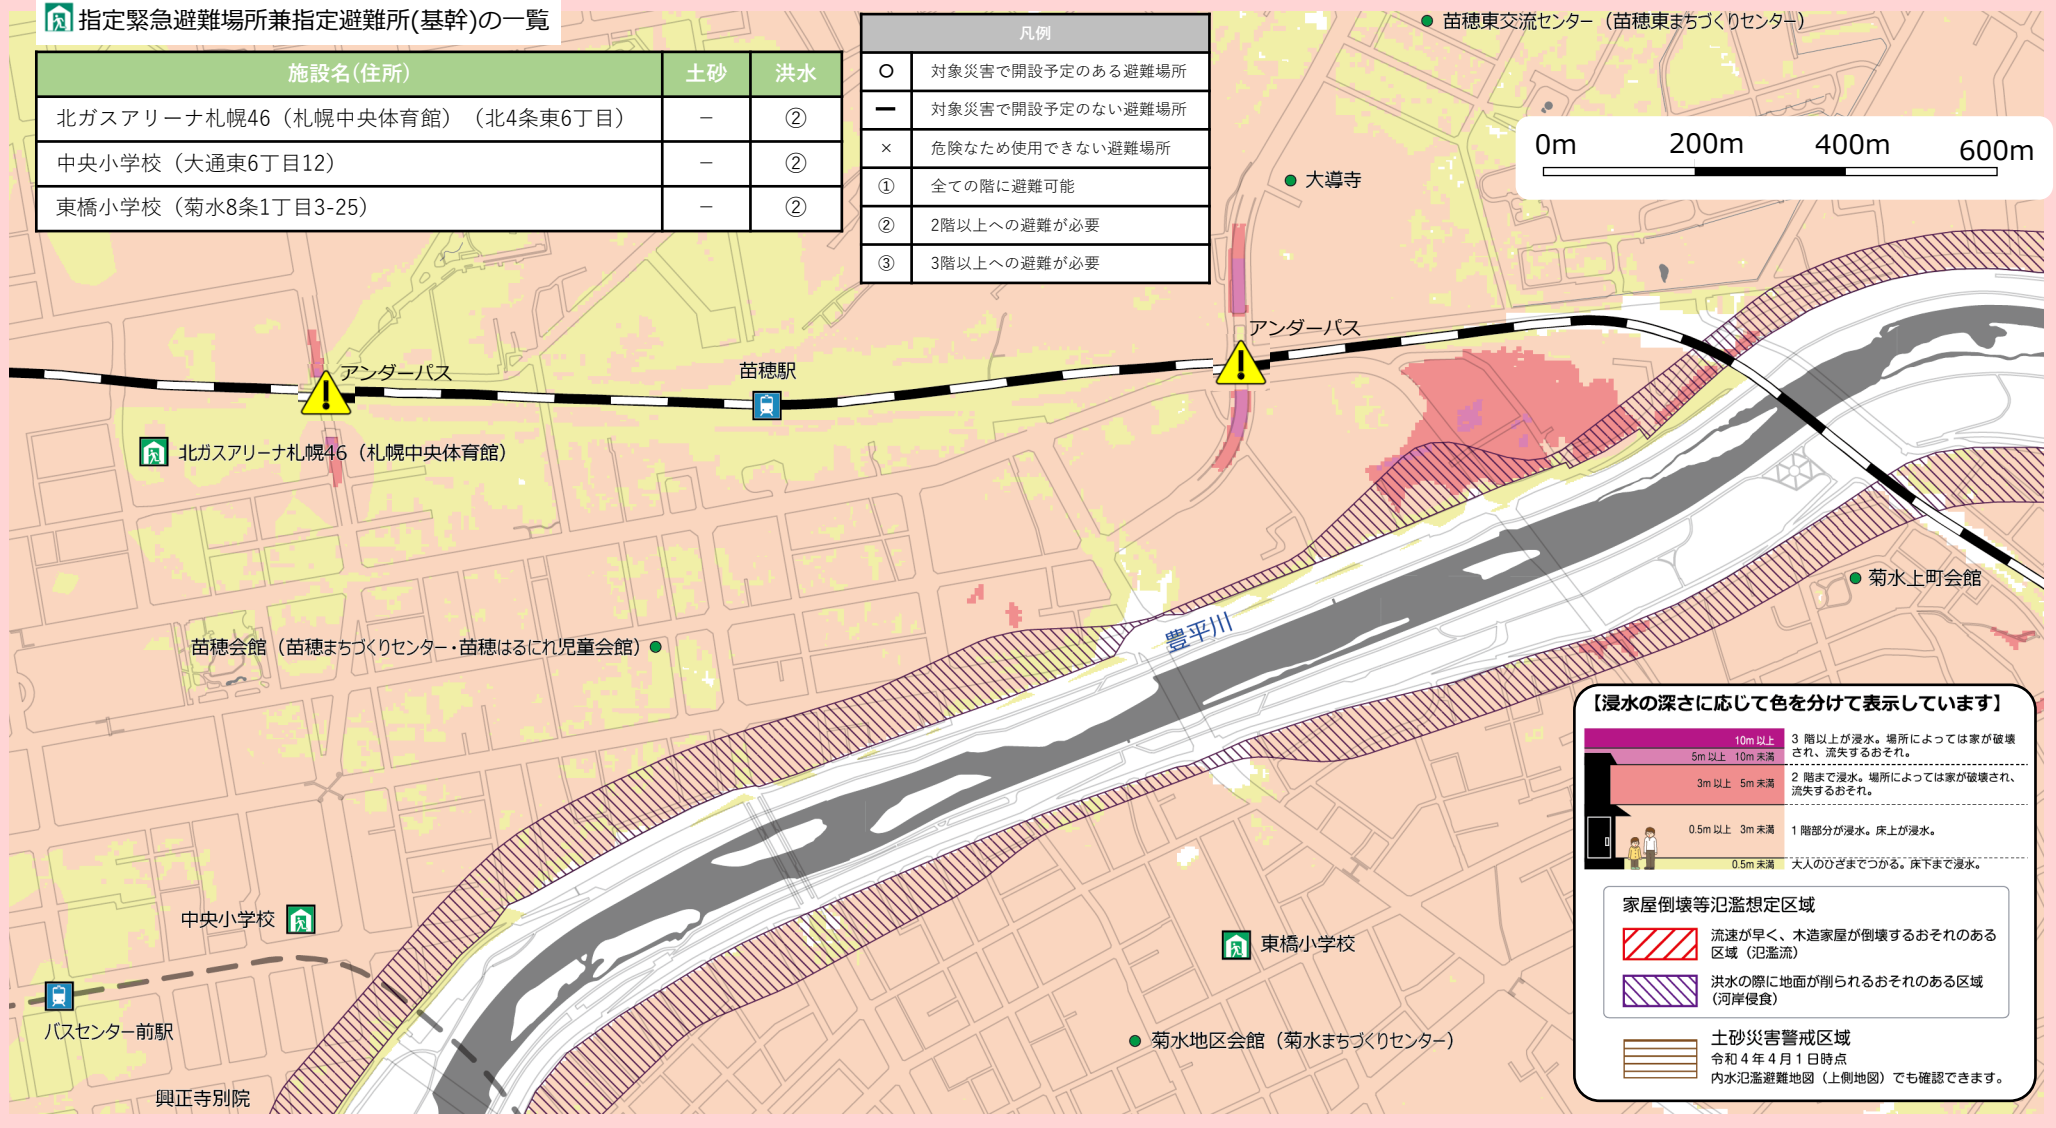 指定緊急避難場所兼指定避難所(基幹)の一覧
施設名(住所) 土砂 洪水
北ガスアリーナ札幌46（札幌中央体育館）（北4条東6丁目） － ②
中央小学校（大通東6丁目12） － ②
東橋小学校（菊水8条1丁目3-25） － ②
凡例
○ 対象災害で開設予定のある避難場所
ー 対象災害で開設予定のない避難場所
× 危険なため使用できない避難場所
① 全ての階に避難可能
② 2階以上への避難が必要
③ 3階以上への避難が必要
苗穂東交流センター（苗穂東まちづくりセンター）
0m 200m 400m 600m
大導寺
アンダーパス
アンダーパス
苗穂駅
北ガスアリーナ札幌46（札幌中央体育館）
菊水上町会館
豊平川
苗穂会館（苗穂まちづくりセンター・苗穂はるにれ児童会館）
中央小学校
東橋小学校
バスセンター前駅
菊水地区会館（菊水まちづくりセンター）
興正寺別院
【浸水の深さに応じて色を分けて表示しています】
10m 以上
5m 以上 10m 未満
3 階以上が浸水。場所によっては家が破壊
され、流失するおそれ。
3m 以上 5m 未満
2 階まで浸水。場所によっては家が破壊され、
流失するおそれ。
0.5m 以上 3m 未満
1 階部分が浸水。床上が浸水。
0.5m 未満
大人のひざまでつかる。床下まで浸水。
家屋倒壊等氾濫想定区域
流速が早く、木造家屋が倒壊するおそれのある
区域（氾濫流）
洪水の際に地面が削られるおそれのある区域
（河岸侵食）
土砂災害警戒区域
令和４年４月１日時点
内水氾濫避難地図（上側地図）でも確認できます。